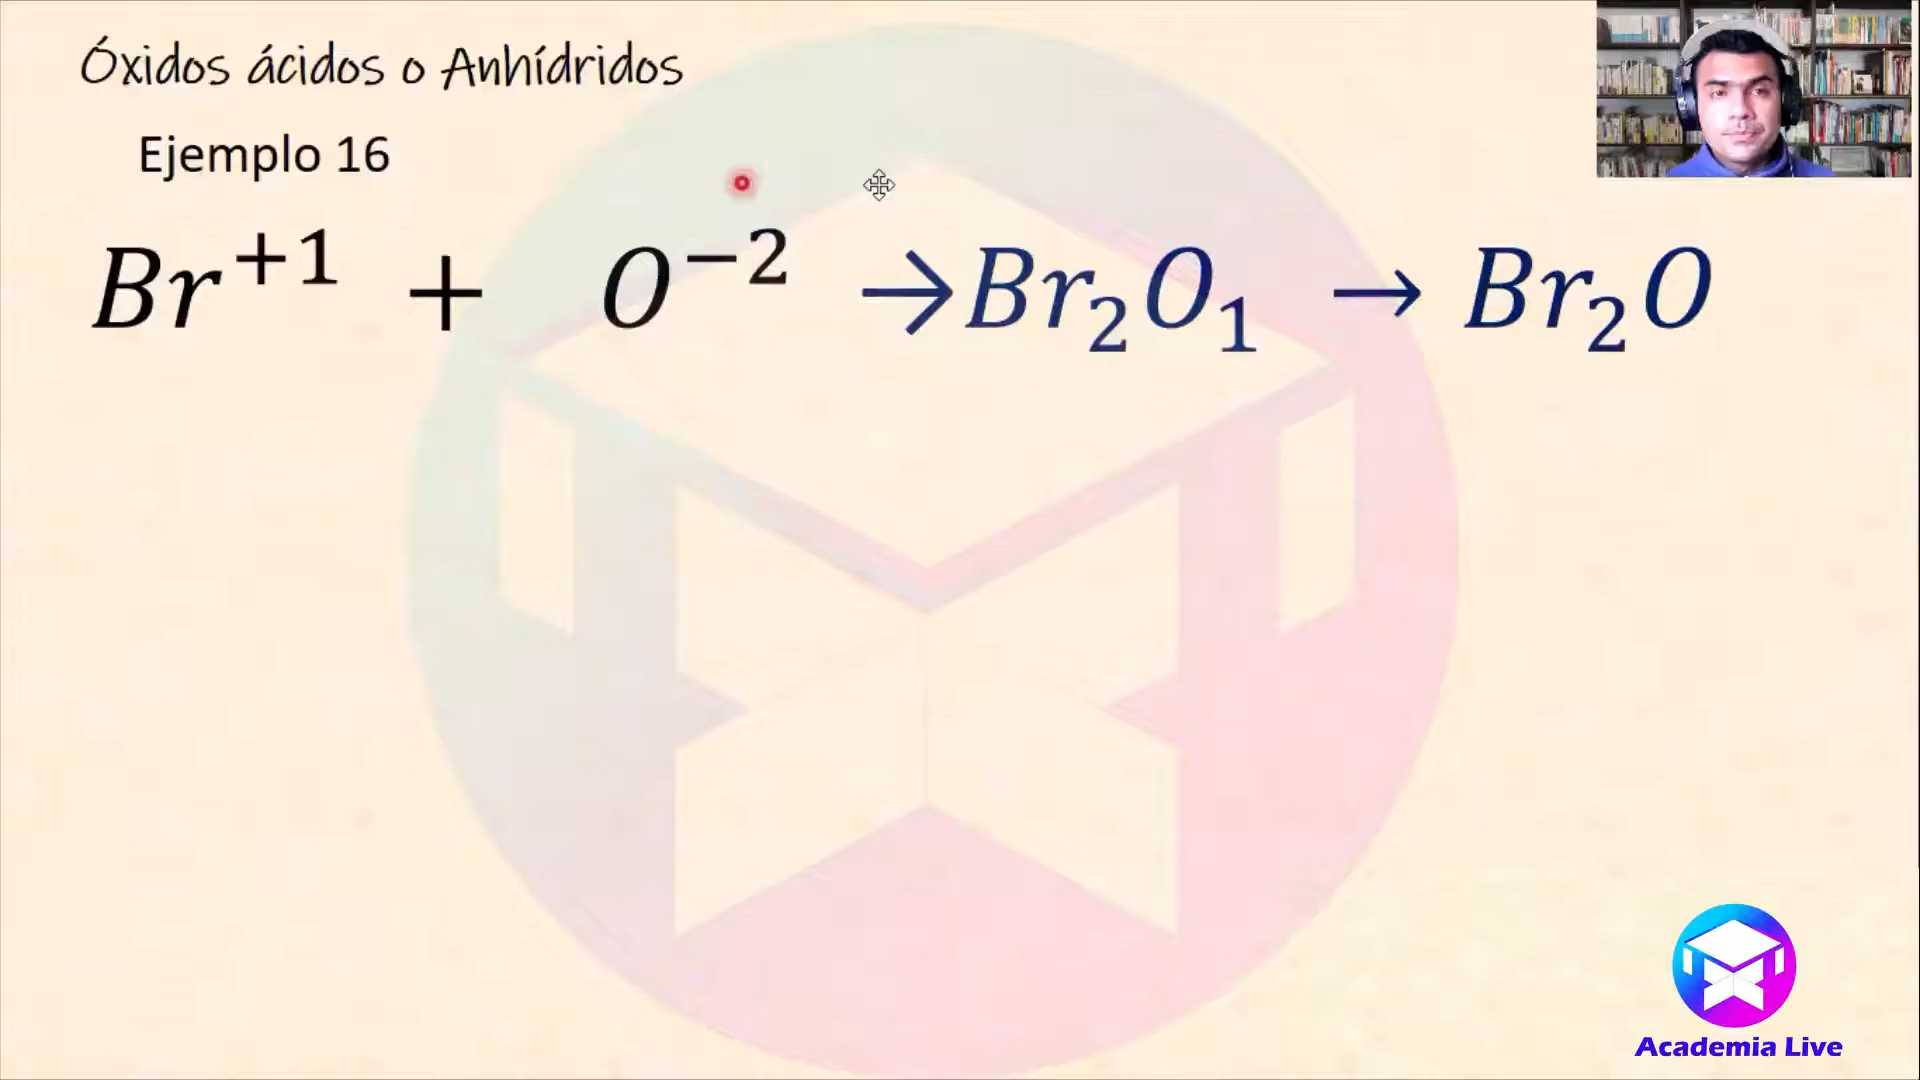 Óxidos ácidos o Anhídridos
Ejemplo 16
Br⁺¹ + O⁻² →Br₂O₁ → Br₂O
Academia Live